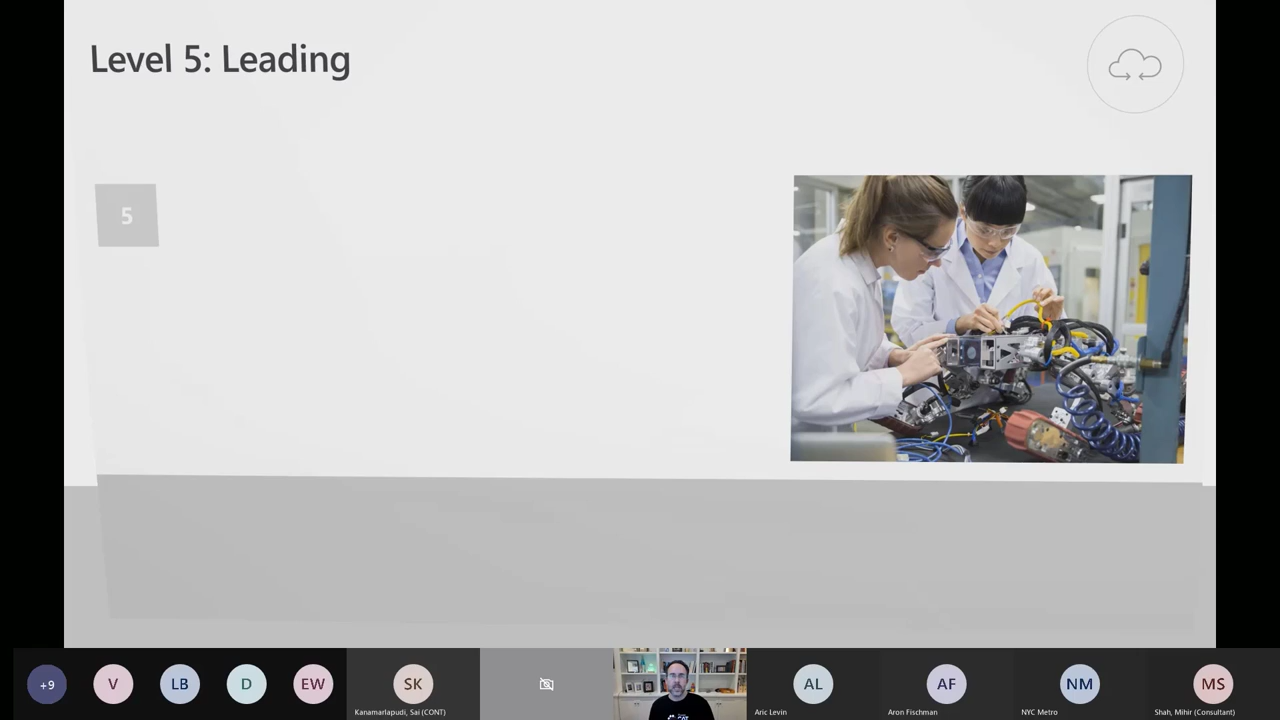 Level 5: Leading
5
+9
V
LB
D
EW
SK
AL
AF
NM
MS
Kanamarlapudi, Sai (CONT)
Aric Levin
Aron Fischman
NYC Metro
Shah, Mihir (Consultant)